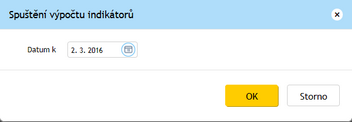 Spuštění výpočtu indikátorů
Datum k 2. 3. 2016
OK Storno